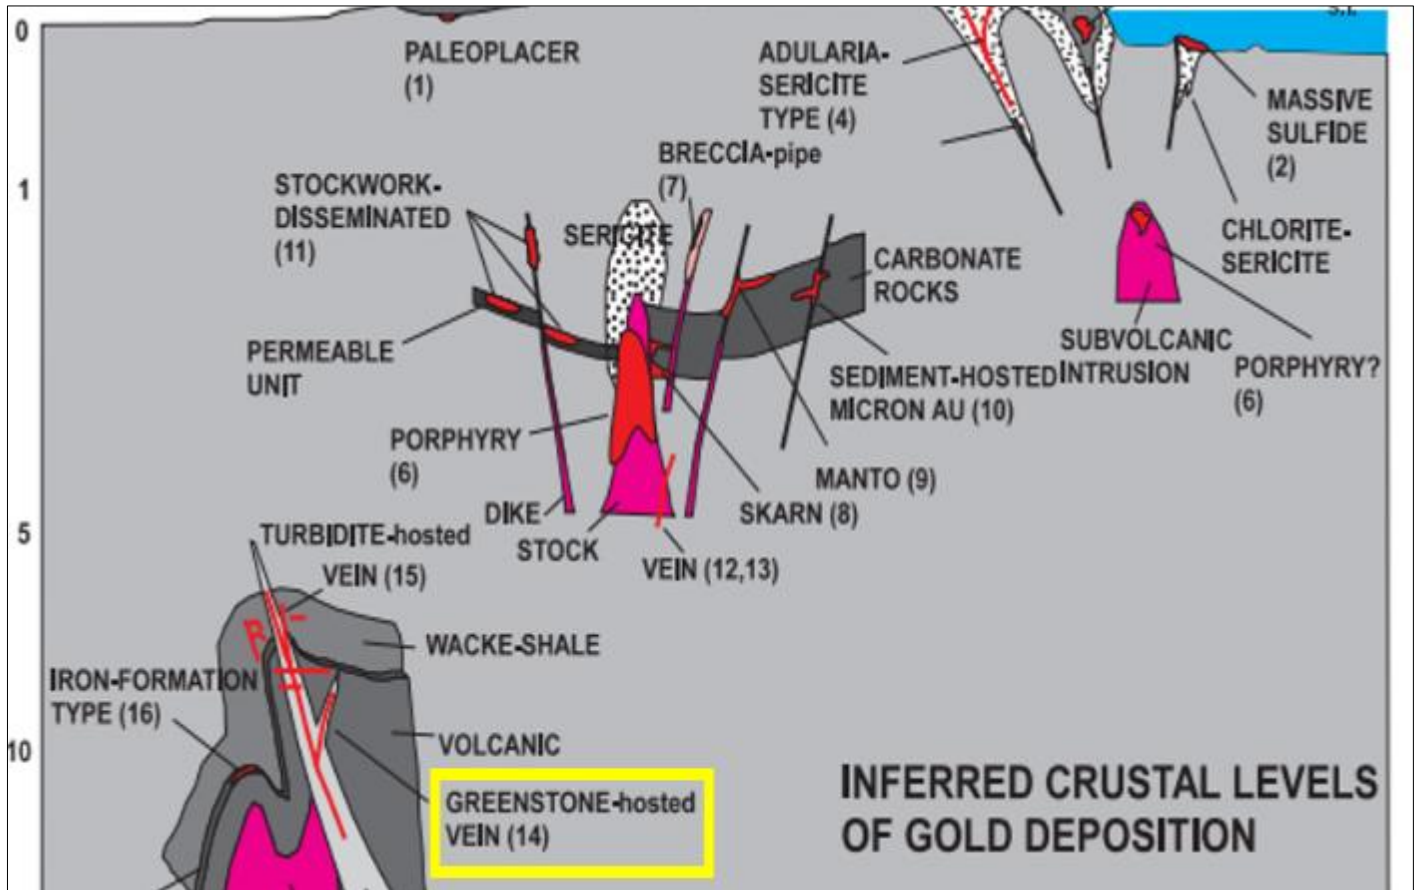 0
S.L.
PALEOPLACER
(1)
ADULARIA-
SERICITE
TYPE (4)
MASSIVE
SULFIDE
(2)
BRECCIA-pipe
(7)
1
STOCKWORK-
DISSEMINATED
(11)
SERICITE
CHLORITE-
SERICITE
CARBONATE
ROCKS
PERMEABLE
UNIT
SUBVOLCANIC
INTRUSION
PORPHYRY?
(6)
SEDIMENT-HOSTED
MICRON AU (10)
PORPHYRY
(6)
MANTO (9)
SKARN (8)
DIKE
STOCK
VEIN (12,13)
5
TURBIDITE-hosted
VEIN (15)
WACKE-SHALE
IRON-FORMATION
TYPE (16)
10
VOLCANIC
GREENSTONE-hosted
VEIN (14)
INFERRED CRUSTAL LEVELS
OF GOLD DEPOSITION